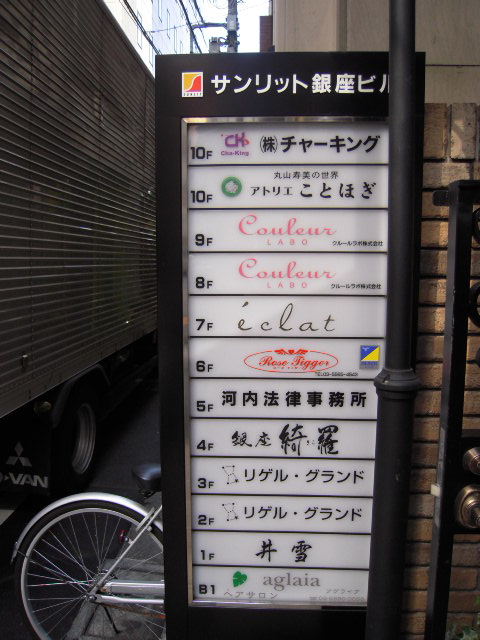 サンリット銀座ビル
SUNLIT
10F CK Cha-King ㈱チャーキング
丸山寿美の世界
10F アトリエ ことほぎ
9F Couleur LABO クルールラボ株式会社
8F Couleur LABO クルールラボ株式会社
7F éclat
6F Rose Tigger
5F 河内法律事務所
4F 銀座 綺羅
3F リゲル・グランド
2F リゲル・グランド
1F 井雪
B1 aglaia アグライア
ヘアサロン
VAN